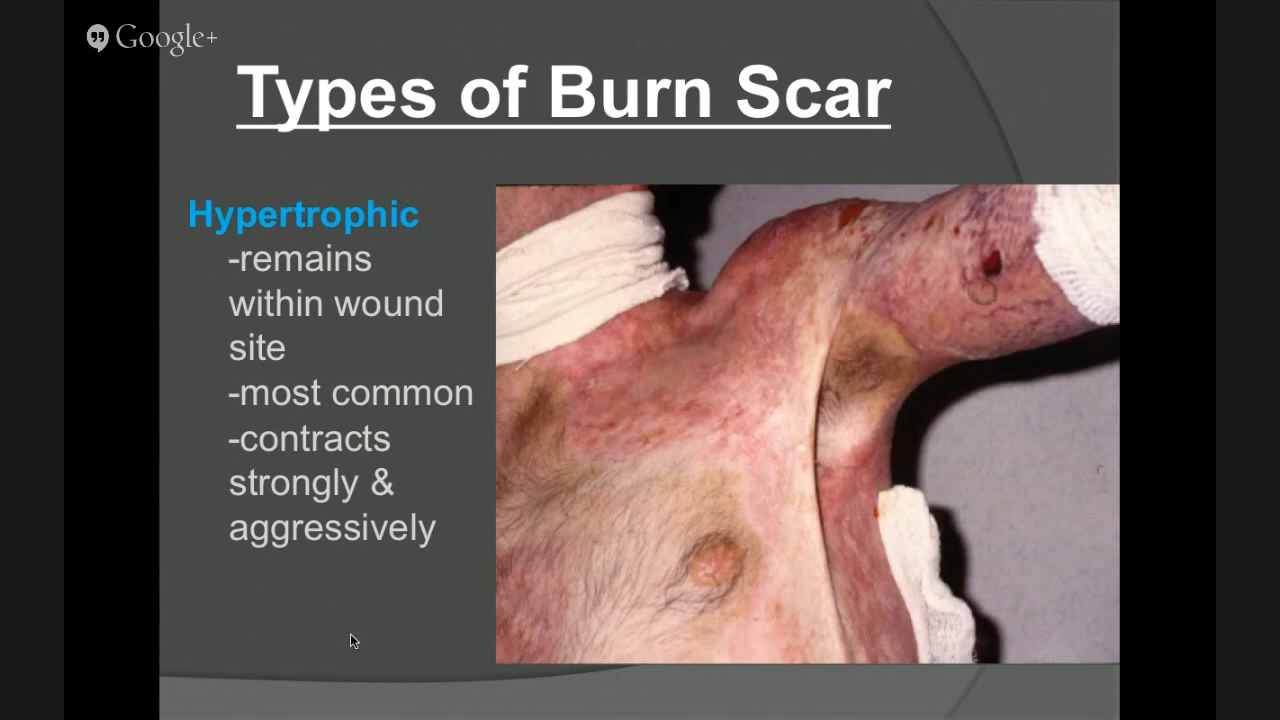 Google+
Types of Burn Scar
Hypertrophic
-remains
within wound
site
-most common
-contracts
strongly &
aggressively